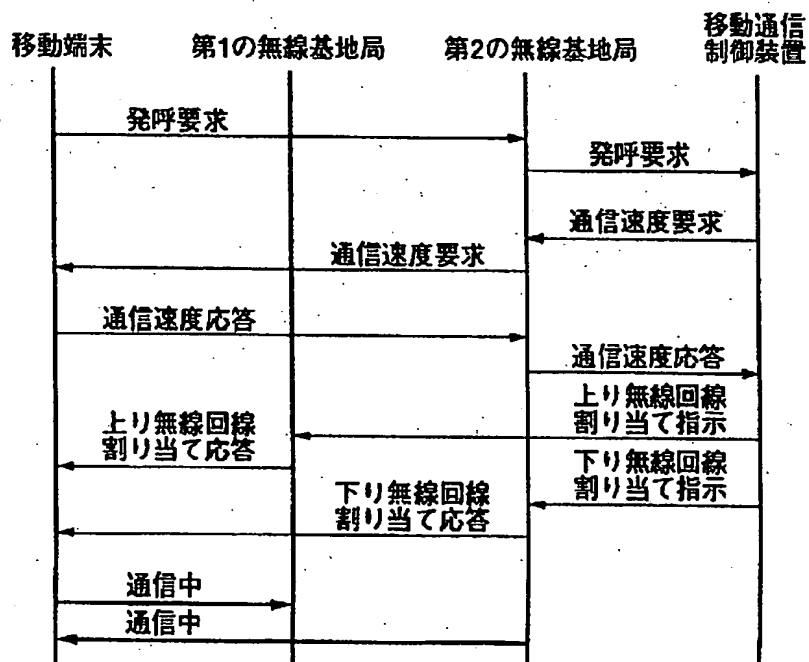 移動端末
第1の無線基地局
第2の無線基地局
移動通信
制御装置
発呼要求
発呼要求
通信速度要求
通信速度要求
通信速度応答
通信速度応答
上り無線回線
割り当て指示
上り無線回線
割り当て応答
下り無線回線
割り当て指示
下り無線回線
割り当て応答
通信中
通信中